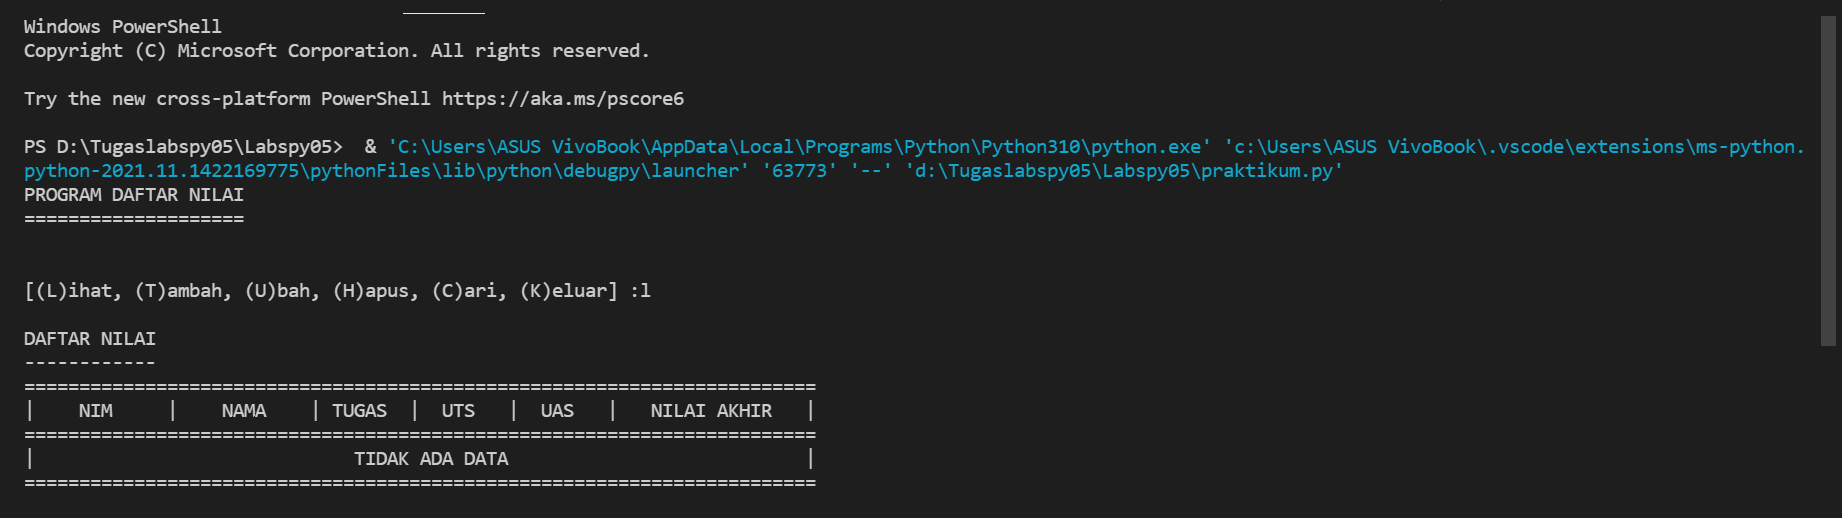 Windows PowerShell
Copyright (C) Microsoft Corporation. All rights reserved.
Try the new cross-platform PowerShell https://aka.ms/pscore6
PS D:\Tugaslabspy05\Labspy05>  & 'C:\Users\ASUS VivoBook\AppData\Local\Programs\Python\Python310\python.exe' 'c:\Users\ASUS VivoBook\.vscode\extensions\ms-python.
python-2021.11.1422169775\pythonFiles\lib\python\debugpy\launcher' '63773' '--' 'd:\Tugaslabspy05\Labspy05\praktikum.py'
PROGRAM DAFTAR NILAI
====================
[(L)ihat, (T)ambah, (U)bah, (H)apus, (C)ari, (K)eluar] :l
DAFTAR NILAI
------------
========================================================================
|    NIM     |    NAMA    | TUGAS  |  UTS   |  UAS   |   NILAI AKHIR   |
========================================================================
|                             TIDAK ADA DATA                           |
========================================================================